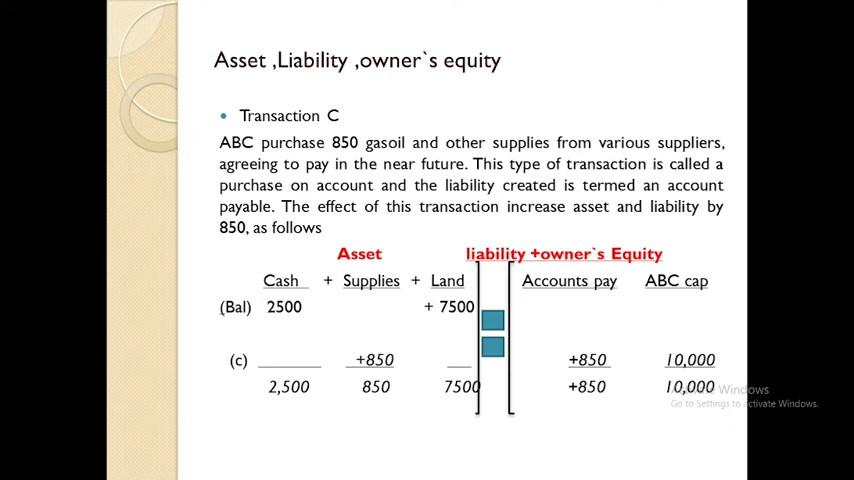 Asset ,Liability ,owner`s equity
• Transaction C
ABC purchase 850 gasoil and other supplies from various suppliers,
agreeing to pay in the near future. This type of transaction is called a
purchase on account and the liability created is termed an account
payable. The effect of this transaction increase asset and liability by
850, as follows
Asset liability +owner`s Equity
Cash + Supplies + Land Accounts pay ABC cap
(Bal) 2500 + 7500
(c) +850 +850 10,000
2,500 850 7500 +850 10,000
Activate Windows
Go to Settings to activate Windows.